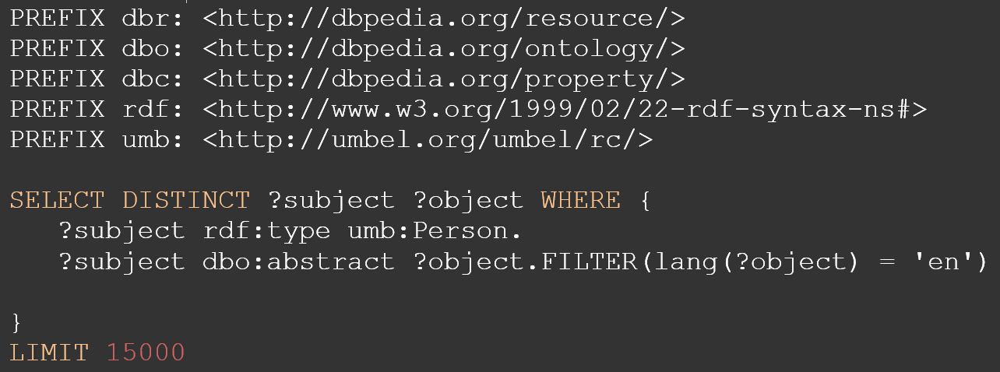 PREFIX dbr: <http://dbpedia.org/resource/>
PREFIX dbo: <http://dbpedia.org/ontology/>
PREFIX dbc: <http://dbpedia.org/property/>
PREFIX rdf: <http://www.w3.org/1999/02/22-rdf-syntax-ns#>
PREFIX umb: <http://umbel.org/umbel/rc/>

SELECT DISTINCT ?subject ?object WHERE {
   ?subject rdf:type umb:Person.
   ?subject dbo:abstract ?object.FILTER(lang(?object) = 'en')

}
LIMIT 15000